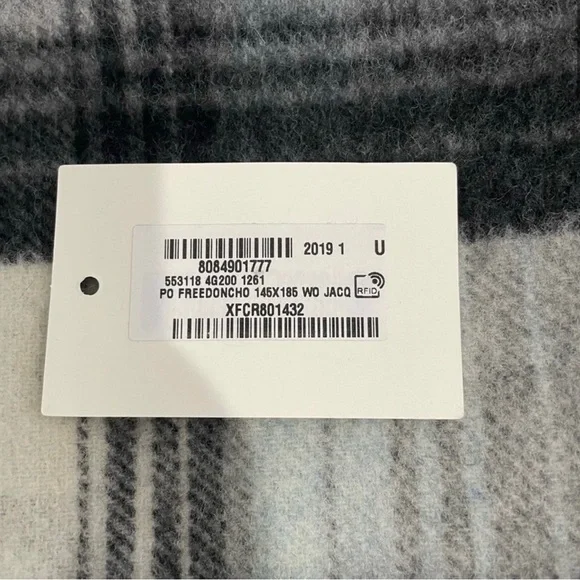 2019 1 U
8084901777
553118 4G200 1261
PO FREEDONCHO 145X185 WO JACQ RFID
XFCR801432